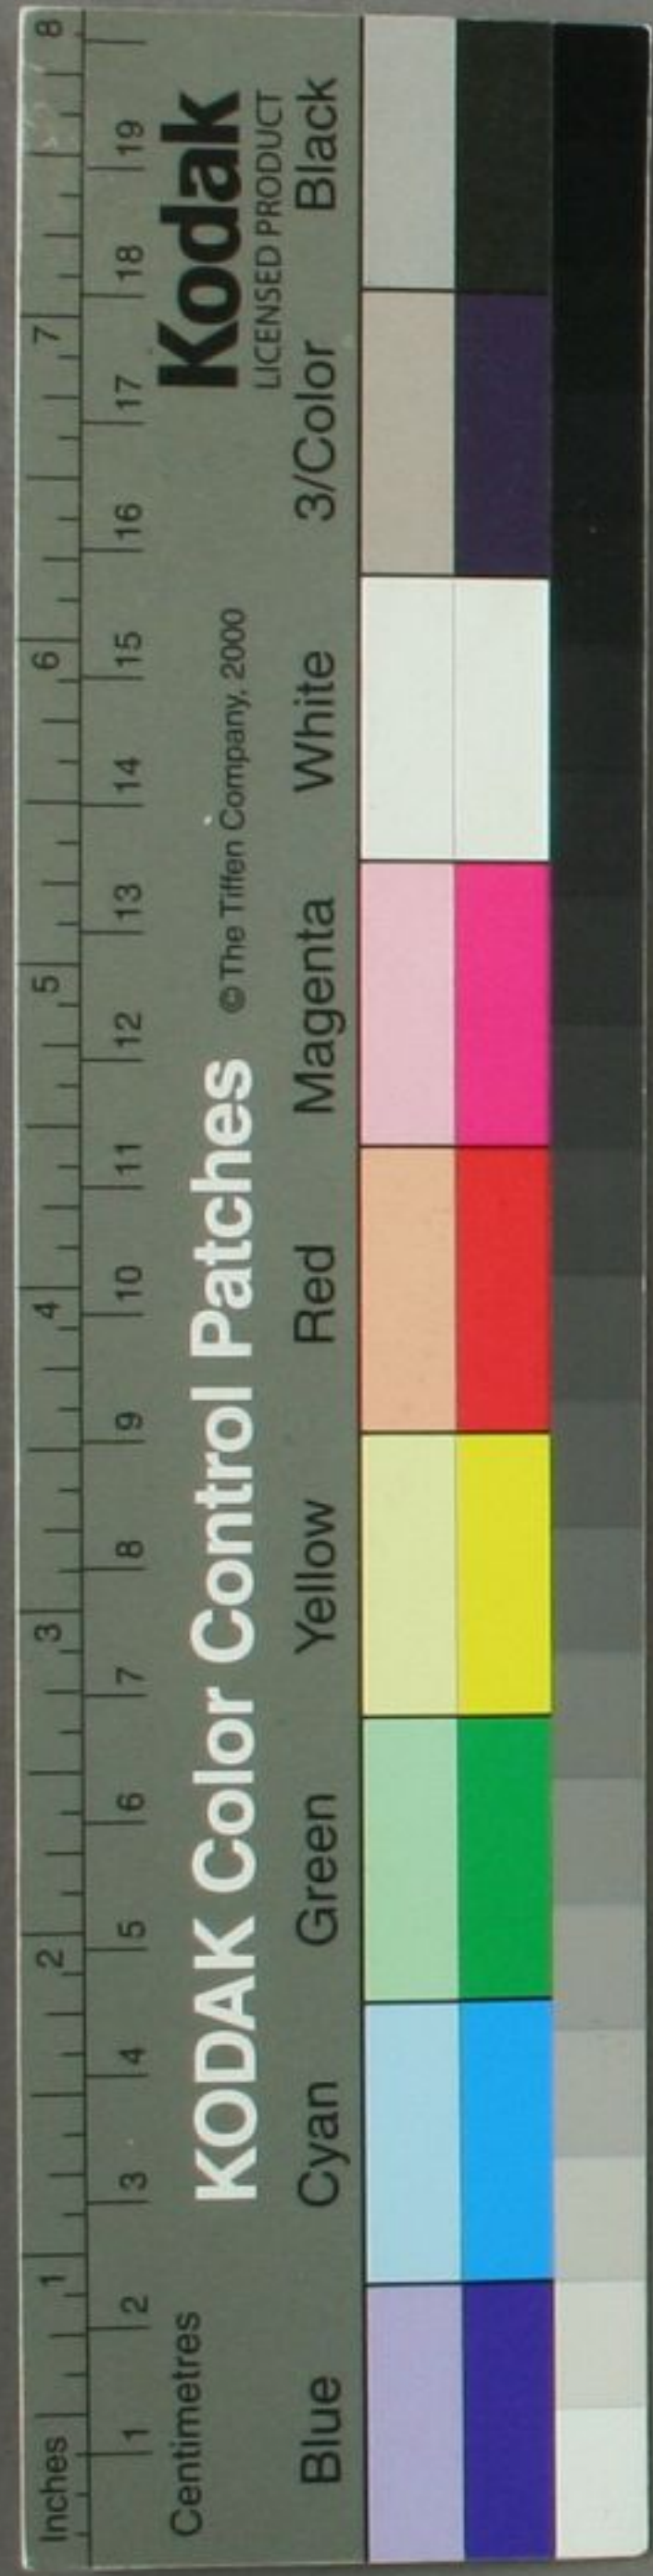 Inches 1 2 3 4 5 6 7 8
1 2 3 4 5 6 7 8 9 10 11 12 13 14 15 16 17 18 19
Centimetres
KODAK Color Control Patches © The Tiffen Company, 2000 Kodak
LICENSED PRODUCT
Blue Cyan Green Yellow Red Magenta White 3/Color Black